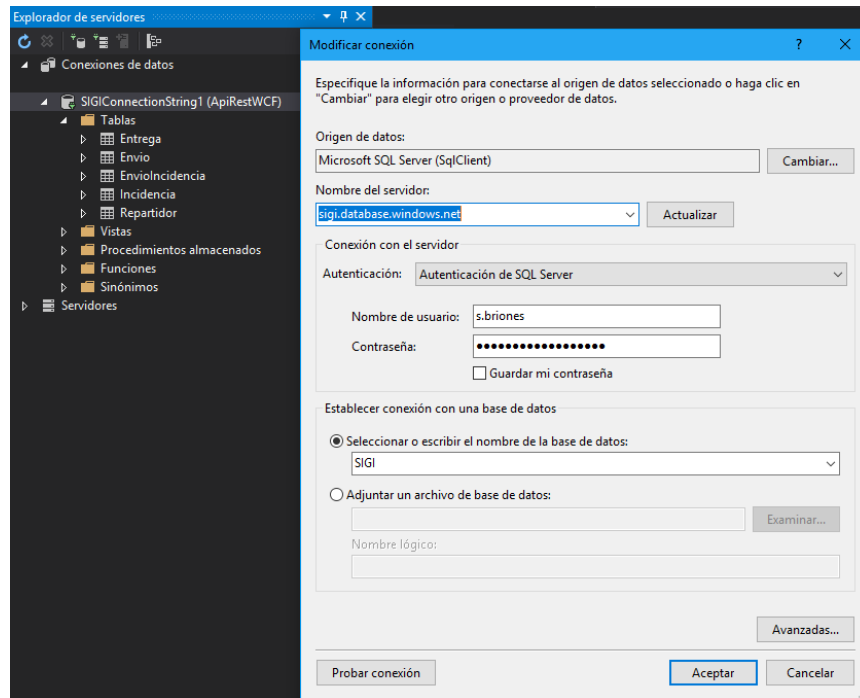 Explorador de servidores
Conexiones de datos
SIGIConnectionString1 (ApiRestWCF)
Tablas
Entrega
Envio
EnvioIncidencia
Incidencia
Repartidor
Vistas
Procedimientos almacenados
Funciones
Sinónimos
Servidores
Modificar conexión
?
Especifique la información para conectarse al origen de datos seleccionado o haga clic en
"Cambiar" para elegir otro origen o proveedor de datos.
Origen de datos:
Microsoft SQL Server (SqlClient)
Cambiar...
Nombre del servidor:
sigi.database.windows.net
Actualizar
Conexión con el servidor
Autenticación:
Autenticación de SQL Server
Nombre de usuario:
s.briones
Contraseña:
••••••••••••••••••
Guardar mi contraseña
Establecer conexión con una base de datos
Seleccionar o escribir el nombre de la base de datos:
SIGI
Adjuntar un archivo de base de datos:
Examinar...
Nombre lógico:
Avanzadas...
Probar conexión
Aceptar
Cancelar